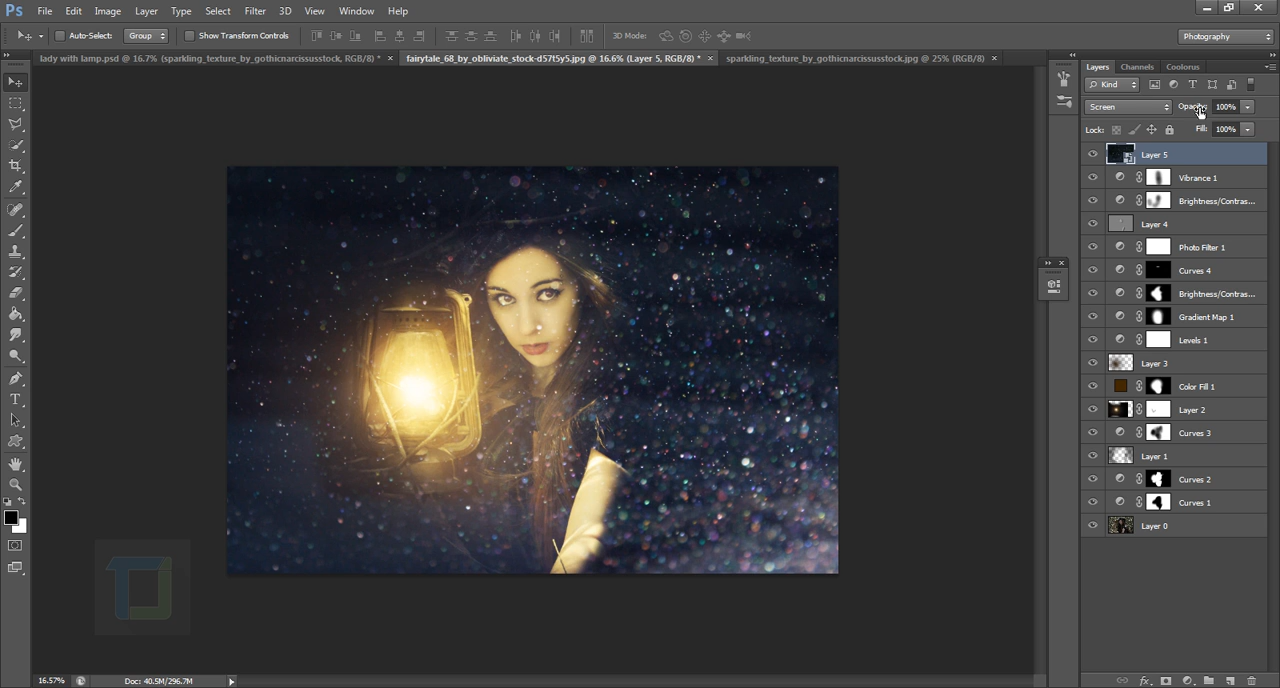 Ps File Edit Image Layer Type Select Filter 3D View Window Help
Auto-Select: Group Show Transform Controls 3D Mode: Photography
lady with lamp.psd @ 16.7% (sparkling_texture_by_gothicnarcissusstock, RGB/8) * × fairytale_68_by_obliviate_stock-d57t5y5.jpg @ 16.6% (Layer 5, RGB/8) * × sparkling_texture_by_gothicnarcissusstock.jpg @ 25% (RGB/8) ×
Layers Channels Coolorus
Kind
Screen Opacity: 100%
Lock: Fill: 100%
Layer 5
Vibrance 1
Brightness/Contras...
Layer 4
Photo Filter 1
Curves 4
Brightness/Contras...
Gradient Map 1
Levels 1
Layer 3
Color Fill 1
Layer 2
Curves 3
Layer 1
Curves 2
Curves 1
Layer 0
16.57% Doc: 40.5M/296.7M